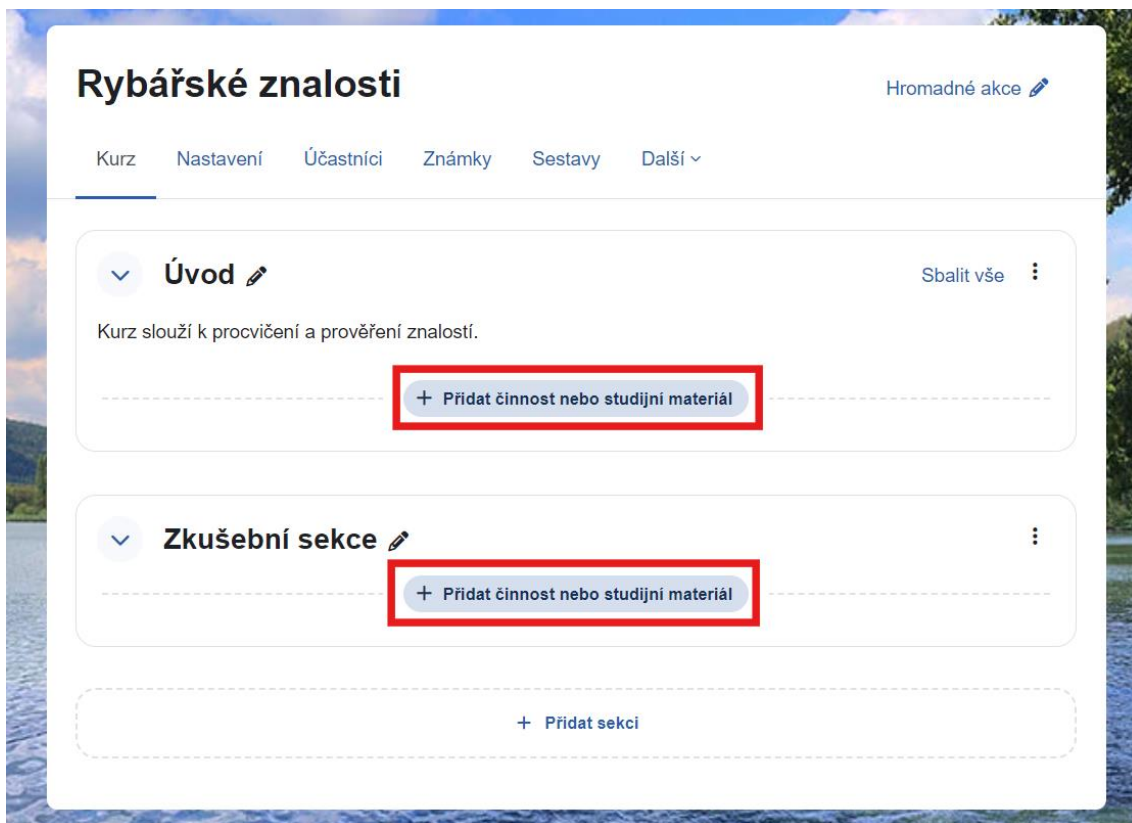 Rybářské znalosti
Hromadné akce
Kurz Nastavení Účastníci Známky Sestavy Další
Úvod
Sbalit vše
Kurz slouží k procvičení a prověření znalostí.
+ Přidat činnost nebo studijní materiál
Zkušební sekce
+ Přidat činnost nebo studijní materiál
+ Přidat sekci